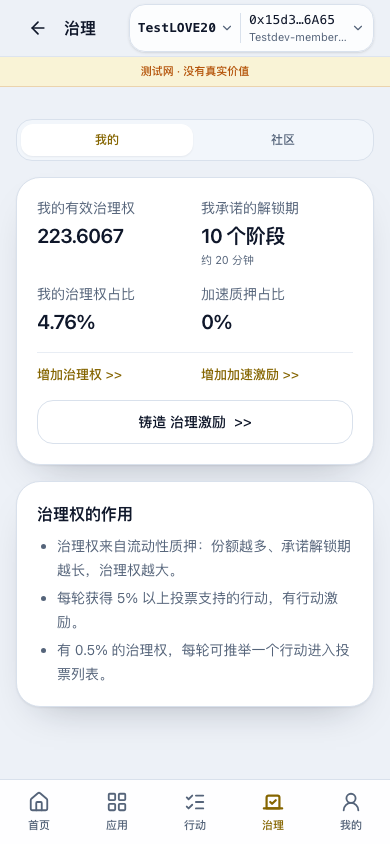 治理
TestLOVE20
0x15d3…6A65
Testdev-member...
测试网 · 没有真实价值
我的
社区
我的有效治理权
我承诺的解锁期
223.6067
10 个阶段
约 20 分钟
我的治理权占比
加速质押占比
4.76%
0%
增加治理权 >>
增加加速激励 >>
铸造 治理激励 >>
治理权的作用
治理权来自流动性质押：份额越多、承诺解锁期
越长，治理权越大。
每轮获得 5% 以上投票支持的行动，有行动激
励。
有 0.5% 的治理权，每轮可推举一个行动进入投
票列表。
首页
应用
行动
治理
我的